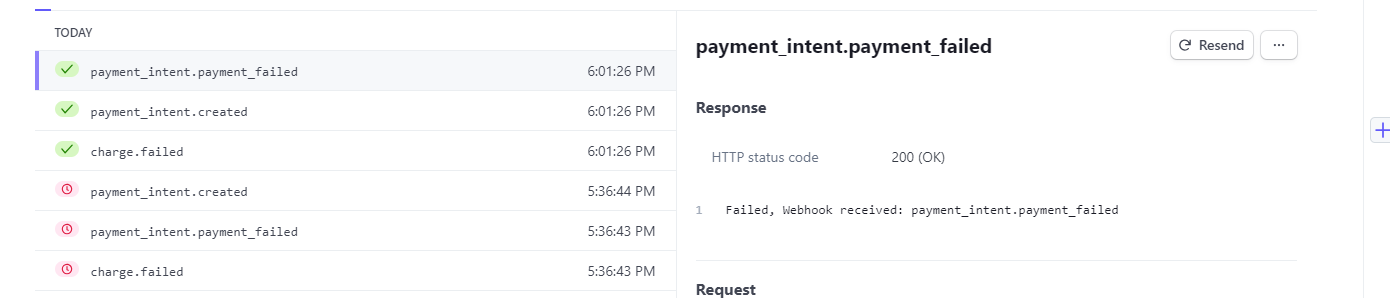 TODAY
payment_intent.payment_failed 6:01:26 PM
payment_intent.created 6:01:26 PM
charge.failed 6:01:26 PM
payment_intent.created 5:36:44 PM
payment_intent.payment_failed 5:36:43 PM
charge.failed 5:36:43 PM
payment_intent.payment_failed
Resend
...
Response
HTTP status code 200 (OK)
1 Failed, Webhook received: payment_intent.payment_failed
Request